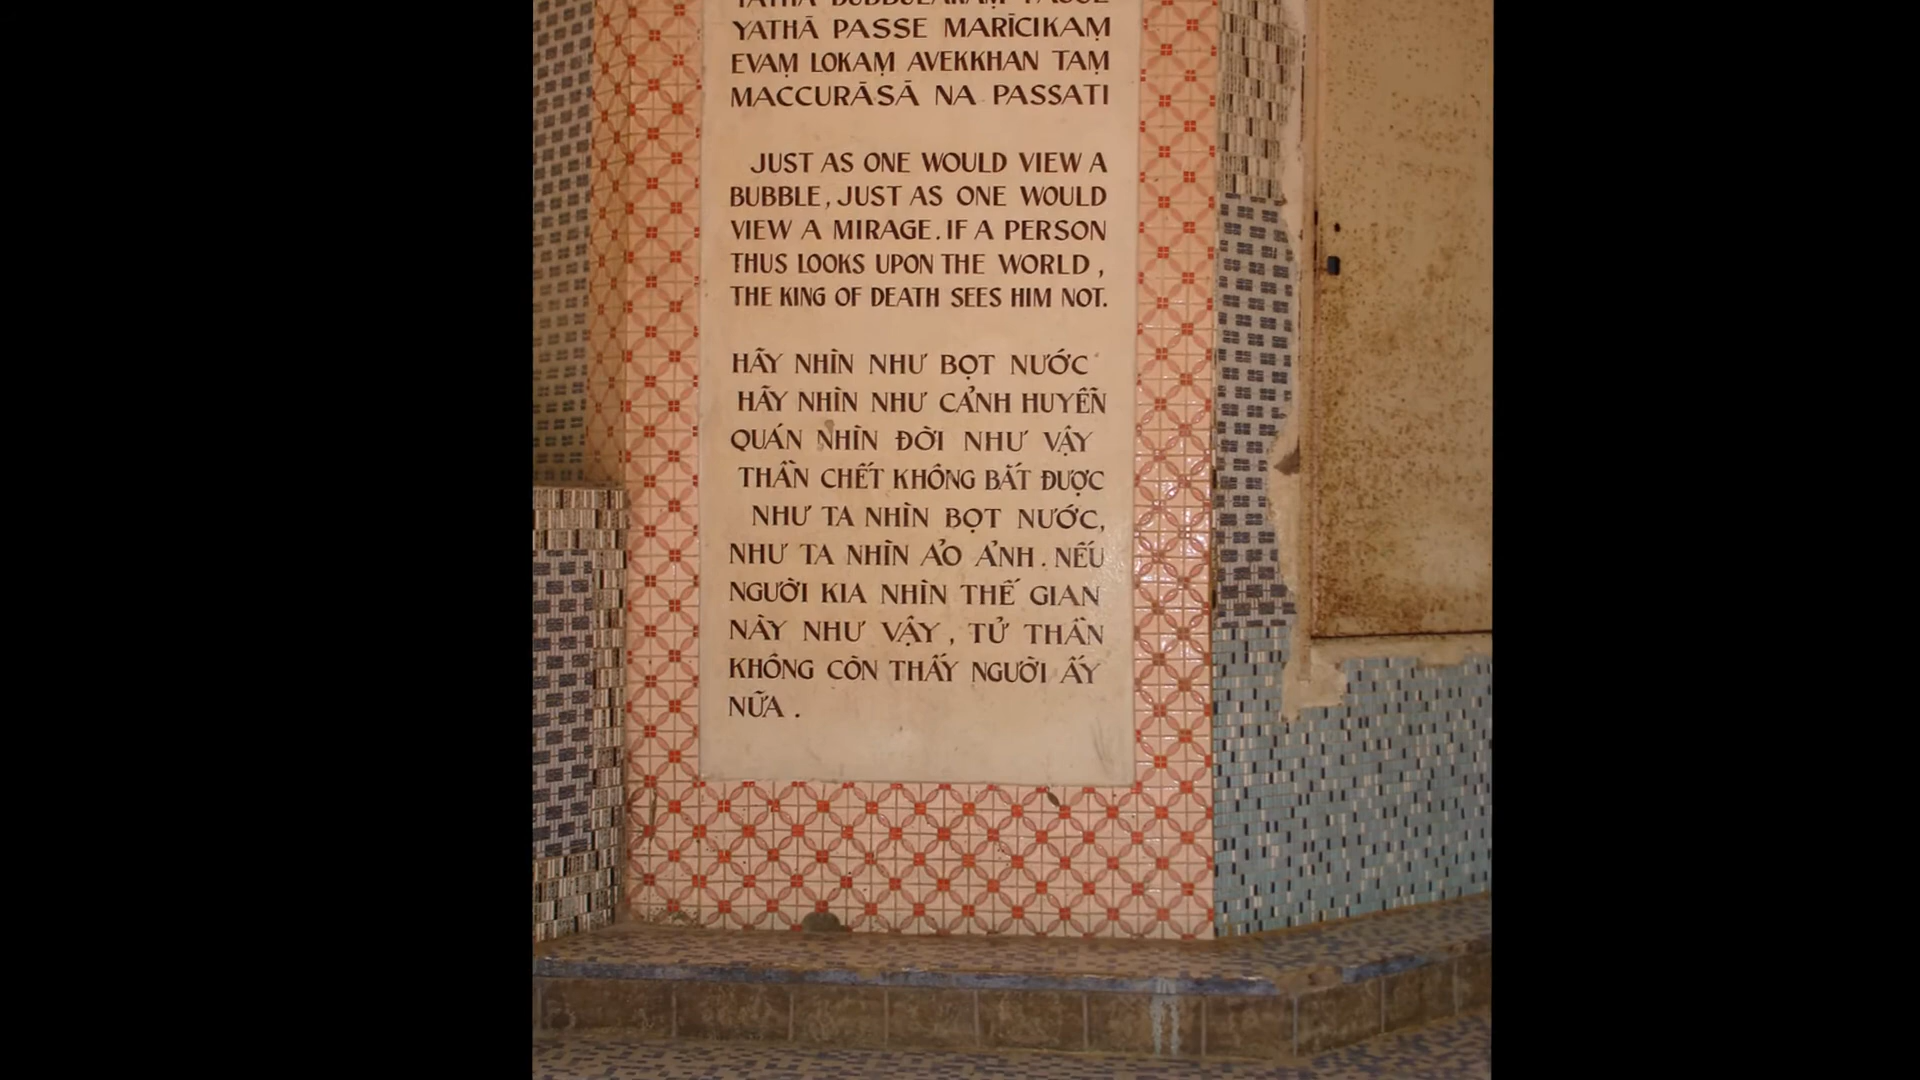 YATHĀ BUBBULAKAṂ PASSE
YATHĀ PASSE MARĪCIKAṂ
EVAṂ LOKAṂ AVEKKHAN TAṂ
MACCURĀSĀ NA PASSATI
JUST AS ONE WOULD VIEW A
BUBBLE, JUST AS ONE WOULD
VIEW A MIRAGE. IF A PERSON
THUS LOOKS UPON THE WORLD,
THE KING OF DEATH SEES HIM NOT.
HÃY NHÌN NHƯ BỌT NƯỚC
HÃY NHÌN NHƯ CẢNH HUYỄN
QUÁN NHÌN ĐỜI NHƯ VẬY
THẦN CHẾT KHÔNG BẮT ĐƯỢC
NHƯ TA NHÌN BỌT NƯỚC,
NHƯ TA NHÌN ẢO ẢNH. NẾU
NGƯỜI KIA NHÌN THẾ GIAN
NÀY NHƯ VẬY, TỬ THẦN
KHÔNG CÒN THẤY NGƯỜI ẤY
NỮA.